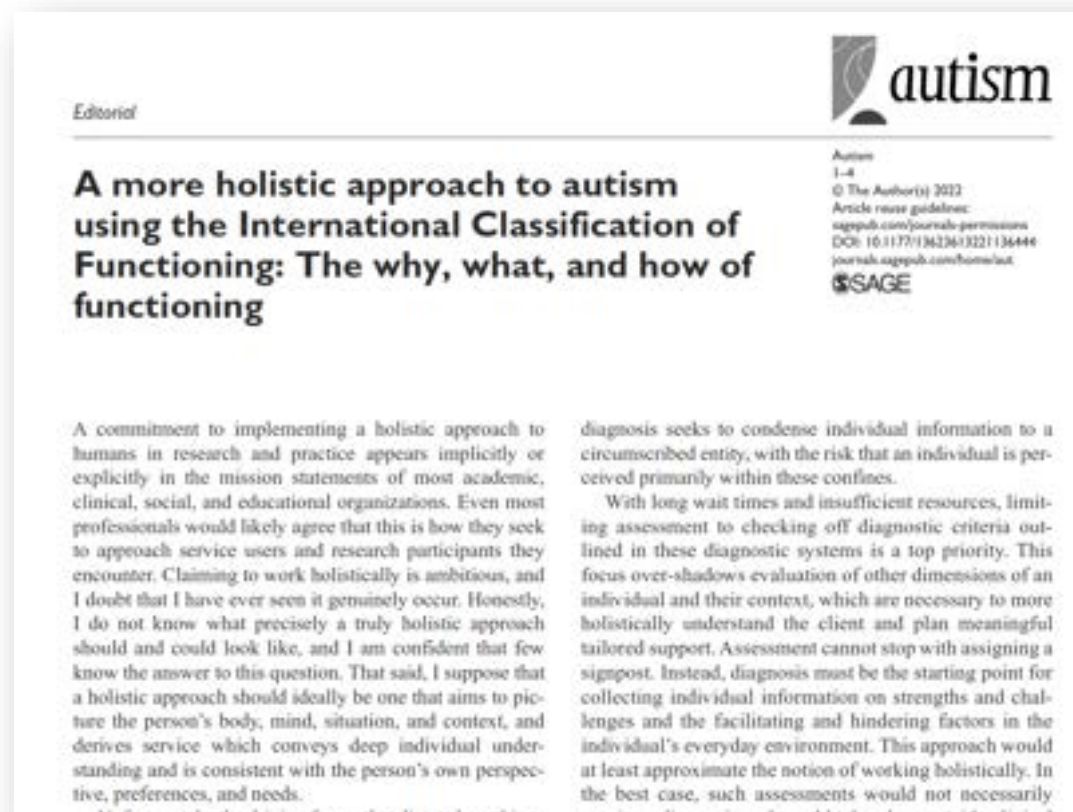 Editorial
autism
A more holistic approach to autism
using the International Classification of
Functioning: The why, what, and how of
functioning
Autism
1–4
© The Author(s) 2022
Article reuse guidelines:
sagepub.com/journals-permissions
DOI: 10.1177/13623613221136444
journals.sagepub.com/home/aut
SAGE
A commitment to implementing a holistic approach to
humans in research and practice appears implicitly or
explicitly in the mission statements of most academic,
clinical, social, and educational organizations. Even most
professionals would likely agree that this is how they seek
to approach service users and research participants they
encounter. Claiming to work holistically is ambitious, and
I doubt that I have ever seen it genuinely occur. Honestly,
I do not know what precisely a truly holistic approach
should and could look like, and I am confident that few
know the answer to this question. That said, I suppose that
a holistic approach should ideally be one that aims to pic-
ture the person's body, mind, situation, and context, and
derives service which conveys deep individual under-
standing and is consistent with the person's own perspec-
tive, preferences, and needs.
diagnosis seeks to condense individual information to a
circumscribed entity, with the risk that an individual is per-
ceived primarily within these confines.
With long wait times and insufficient resources, limit-
ing assessment to checking off diagnostic criteria out-
lined in these diagnostic systems is a top priority. This
focus over-shadows evaluation of other dimensions of an
individual and their context, which are necessary to more
holistically understand the client and plan meaningful
tailored support. Assessment cannot stop with assigning a
signpost. Instead, diagnosis must be the starting point for
collecting individual information on strengths and chal-
lenges and the facilitating and hindering factors in the
individual's everyday environment. This approach would
at least approximate the notion of working holistically. In
the best case, such assessments would not necessarily